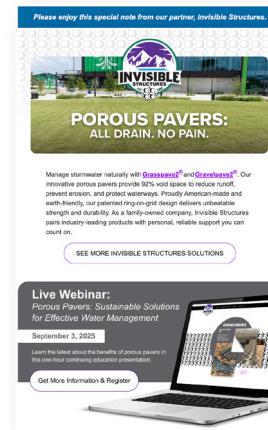 Please enjoy this special note from our partner, Invisible Structures.
INVISIBLE
STRUCTURES
POROUS PAVERS:
ALL DRAIN. NO PAIN.
Manage stormwater naturally with Grasspave2® and Gravelpave2®. Our
innovative porous pavers provide 92% void space to reduce runoff,
prevent erosion, and protect waterways. Proudly American-made and
earth-friendly, our patented ring-on-grid design delivers unbeatable
strength and durability. As a family-owned company, Invisible Structures
pairs industry-leading products with personal, reliable support you can
count on.
SEE MORE INVISIBLE STRUCTURES SOLUTIONS
Live Webinar:
Porous Pavers: Sustainable Solutions
for Effective Water Management
September 3, 2025
Learn the latest about the benefits of porous pavers in
this one-hour continuing education presentation.
Get More Information & Register
GRAVELPAVE2